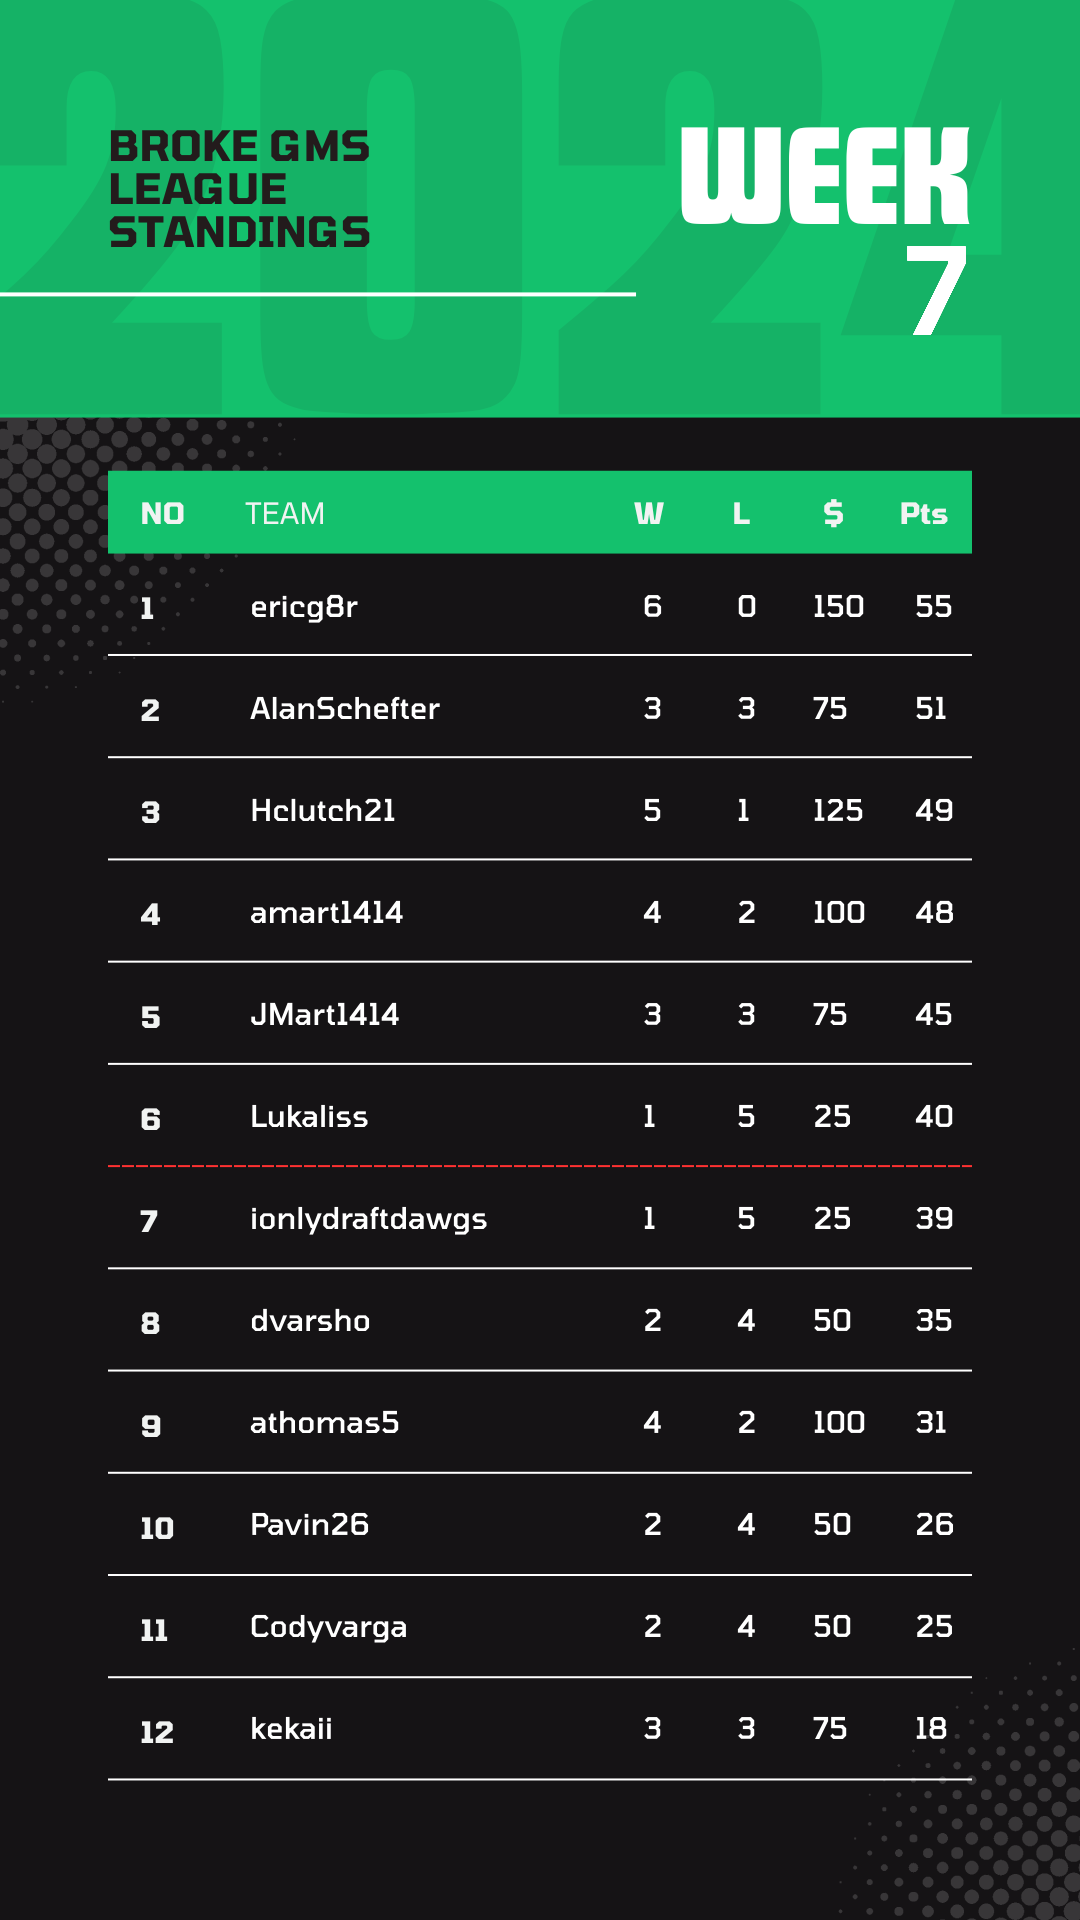 2024
BROKE GMS
LEAGUE
STANDINGS
WEEK
7
NO TEAM W L $ Pts
1 ericg8r 6 0 150 55
2 AlanSchefter 3 3 75 51
3 Hclutch21 5 1 125 49
4 amart1414 4 2 100 48
5 JMart1414 3 3 75 45
6 Lukaliss 1 5 25 40
7 ionlydraftdawgs 1 5 25 39
8 dvarsho 2 4 50 35
9 athomas5 4 2 100 31
10 Pavin26 2 4 50 26
11 Codyvarga 2 4 50 25
12 kekaii 3 3 75 18